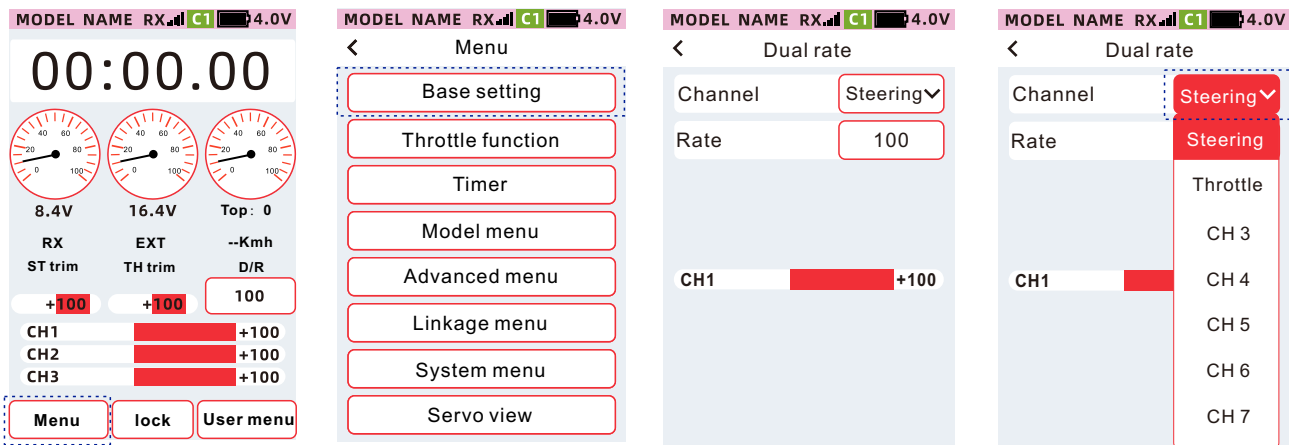 MODEL NAME RX C1 4.0V
00:00.00
20 40 60 80 0 100
20 40 60 80 0 100
20 40 60 80 0 100
8.4V 16.4V Top: 0
RX EXT --Kmh
ST trim TH trim D/R
+100 +100 100
CH1 +100
CH2 +100
CH3 +100
Menu lock User menu
MODEL NAME RX C1 4.0V
Menu
Base setting
Throttle function
Timer
Model menu
Advanced menu
Linkage menu
System menu
Servo view
MODEL NAME RX C1 4.0V
Dual rate
Channel Steering
Rate 100
CH1 +100
MODEL NAME RX C1 4.0V
Dual rate
Channel Steering
Rate Steering
Throttle
CH 3
CH1 CH 4
CH 5
CH 6
CH 7